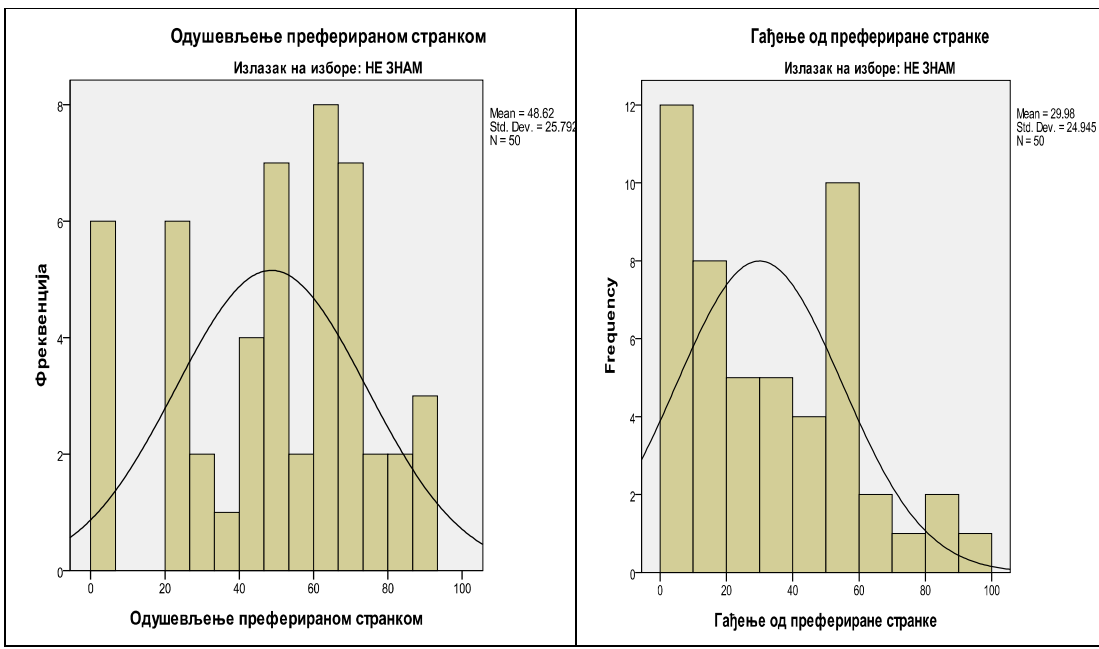 Одушевљење преферираном странком
Излазак на изборе: НЕ ЗНАМ
Mean = 48.62
Std. Dev. = 25.792
N = 50
Фреквенција
8
6
4
2
0
0 20 40 60 80 100
Одушевљење преферираном странком
Гађење од префериране странке
Излазак на изборе: НЕ ЗНАМ
Mean = 29.98
Std. Dev. = 24.945
N = 50
Frequency
12
10
8
6
4
2
0
0 20 40 60 80 100
Гађење од префериране странке